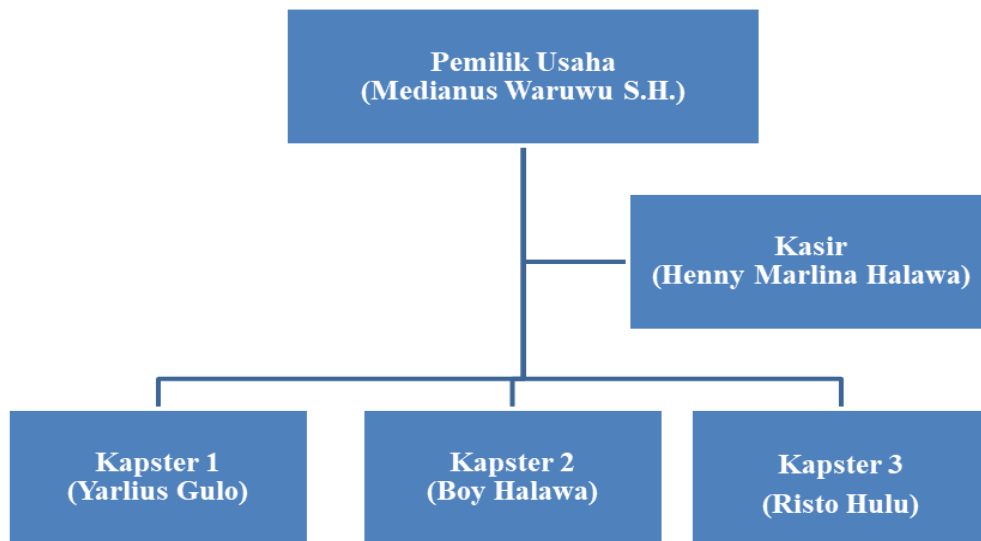 Pemilik Usaha
(Medianus Waruwu S.H.)
Kasir
(Henny Marlina Halawa)
Kapster 1
(Yarlius Gulo)
Kapster 2
(Boy Halawa)
Kapster 3
(Risto Hulu)